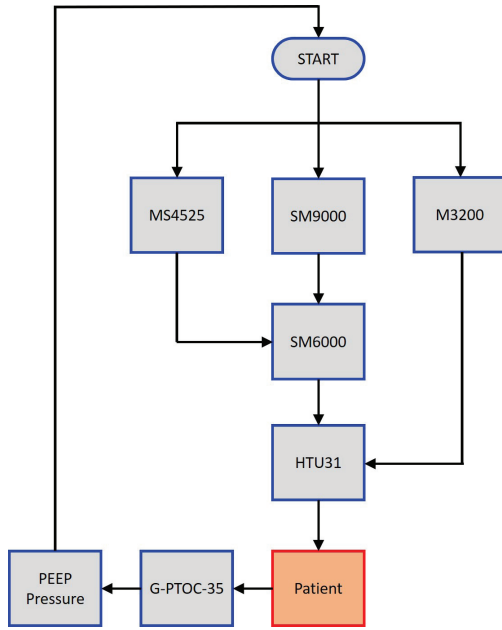 START
MS4525
SM9000
M3200
SM6000
HTU31
PEEP
Pressure
G-PTOC-35
Patient